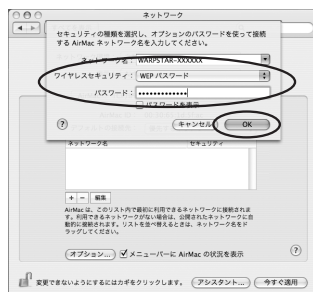 ネットワーク
セキュリティの種類を選択し、オプションのパスワードを使って接続
する AirMac ネットワーク名を入力してください。
ネットワーク名：WARPSTAR-XXXXXX
ワイヤレスセキュリティ：WEP パスワード
パスワード：•••••••••••••
パスワードを表示
? キャンセル OK
ネットワーク名 セキュリティ
+ − 編集
AirMac は、このリスト内で最初に利用できるネットワークに接続されま
す。利用できるネットワークがない場合は、公開されたネットワークに自
動的に接続されます。リストを並べ替えるときは、ネットワーク名をド
ラッグしてください。
オプション... メニューバーに AirMac の状況を表示 ?
変更できないようにするにはカギをクリックします。 アシスタント... 今すぐ適用